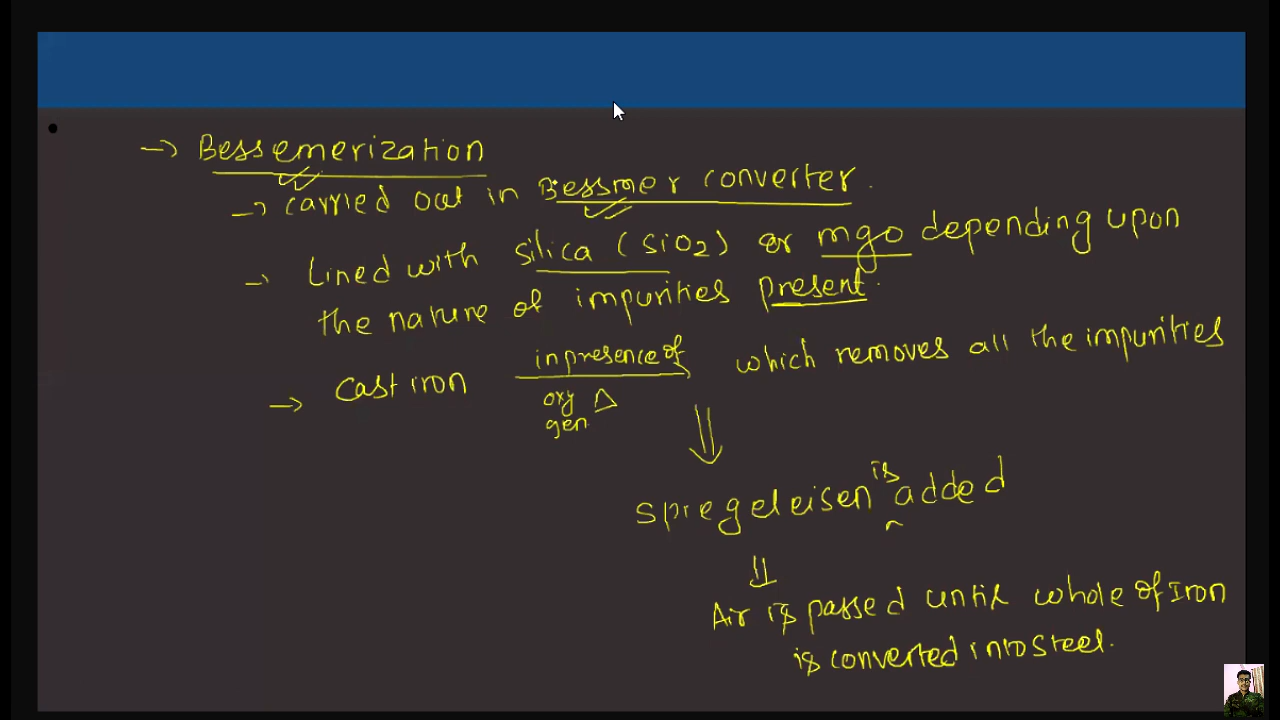 → Bessemerization
→ carried out in Bessmer converter.
→ Lined with silica (SiO2) or mgo depending upon
the nature of impurities present.
→ Cast iron in presence of oxygen Δ which removes all the impurities
⇓
Spiegeleisen is added
⇓
Air is passed until whole of Iron
is converted into Steel.